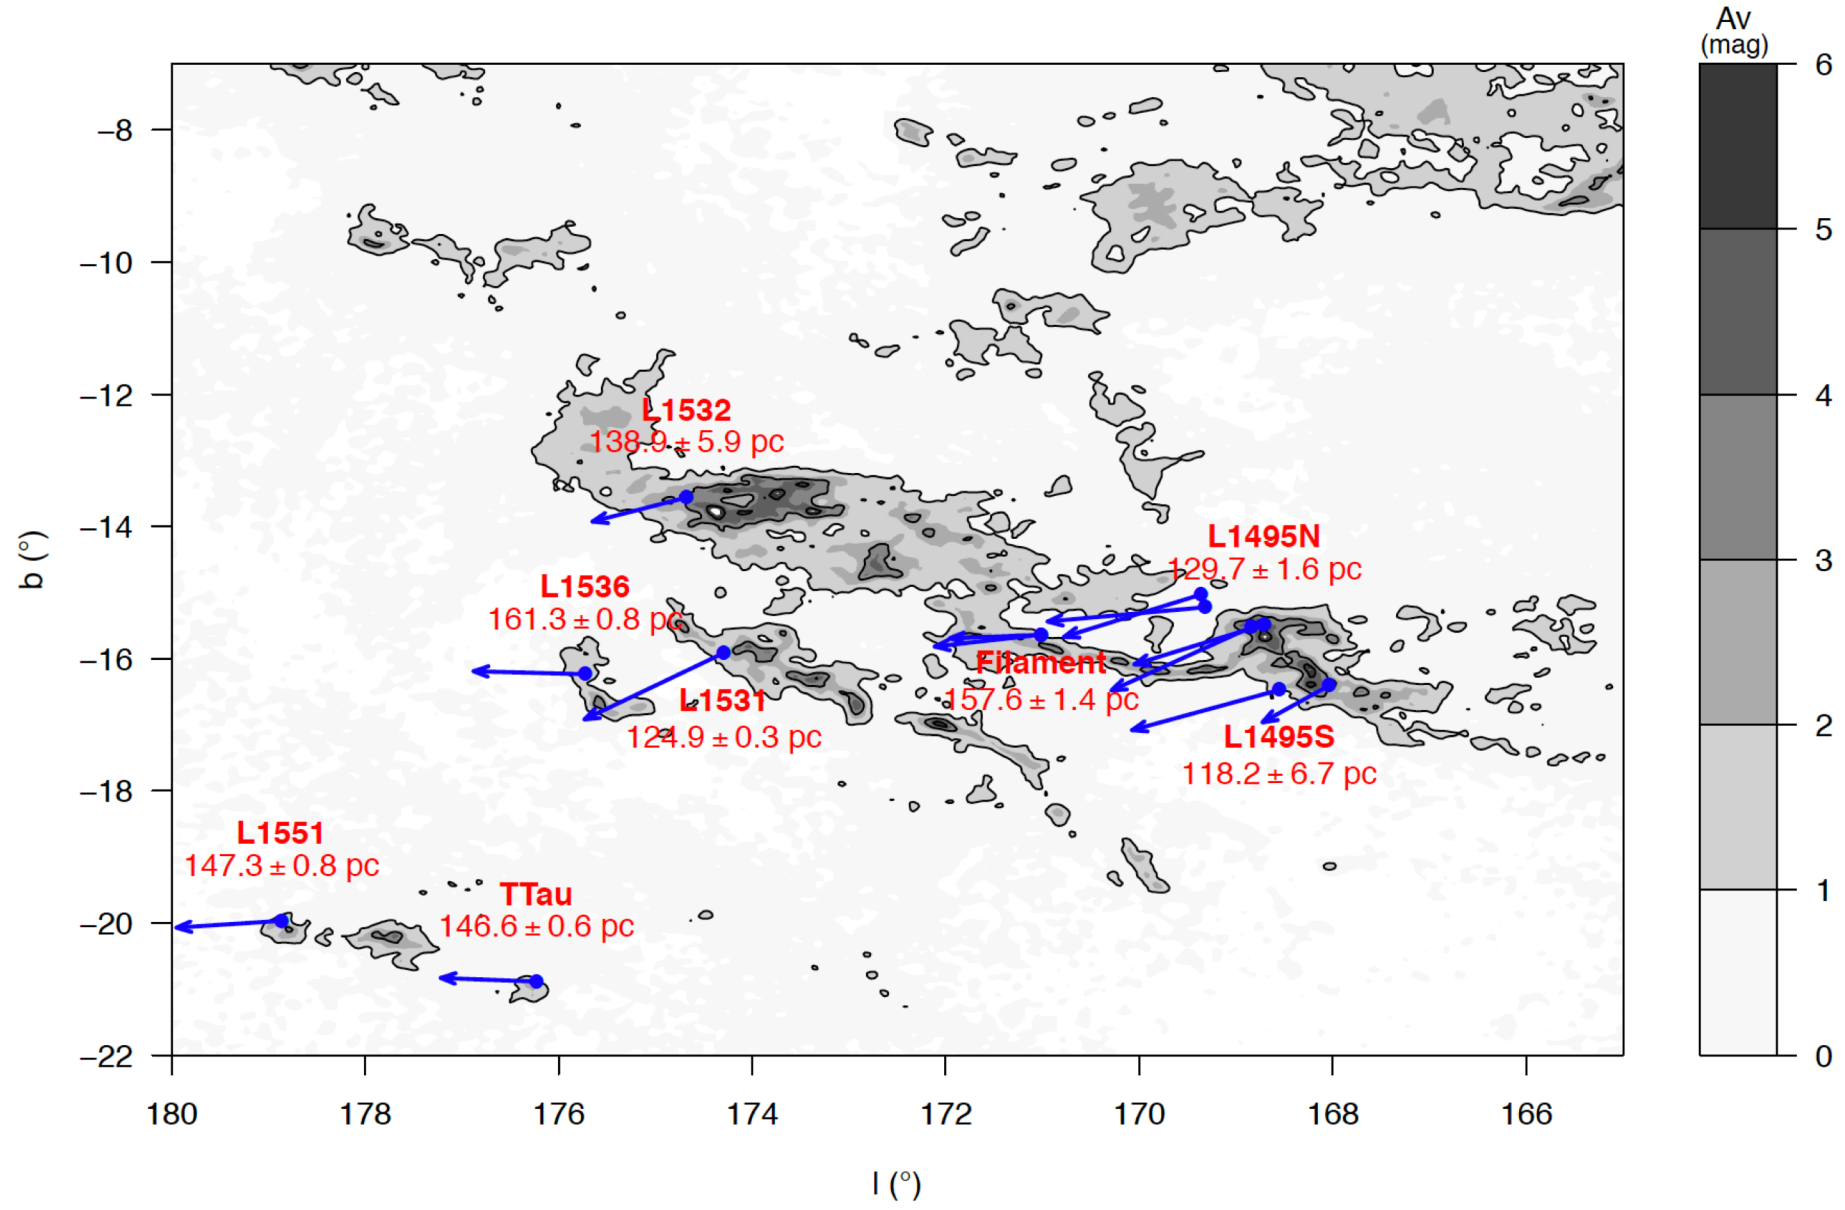 Av
(mag)
6
5
4
3
2
1
0
b (°)
−8
−10
−12
−14
−16
−18
−20
−22
L1532
138.9 ± 5.9 pc
L1495N
129.7 ± 1.6 pc
L1536
161.3 ± 0.8 pc
Filament
157.6 ± 1.4 pc
L1531
124.9 ± 0.3 pc
L1495S
118.2 ± 6.7 pc
L1551
147.3 ± 0.8 pc
TTau
146.6 ± 0.6 pc
180 178 176 174 172 170 168 166
l (°)